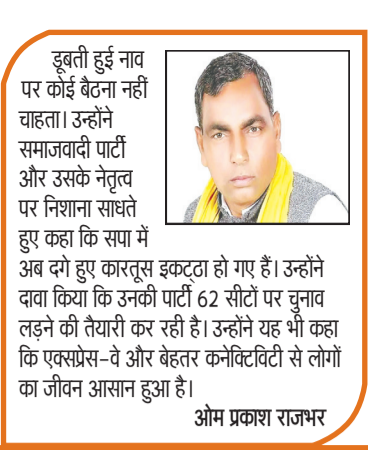 डूबती हुई नाव
पर कोई बैठना नहीं
चाहता। उन्होंने
समाजवादी पार्टी
और उसके नेतृत्व
पर निशाना साधते
हुए कहा कि सपा में
अब दगे हुए कारतूस इकट्ठा हो गए हैं। उन्होंने
दावा किया कि उनकी पार्टी 62 सीटों पर चुनाव
लड़ने की तैयारी कर रही है। उन्होंने यह भी कहा
कि एक्सप्रेस-वे और बेहतर कनेक्टिविटी से लोगों
का जीवन आसान हुआ है।
ओम प्रकाश राजभर